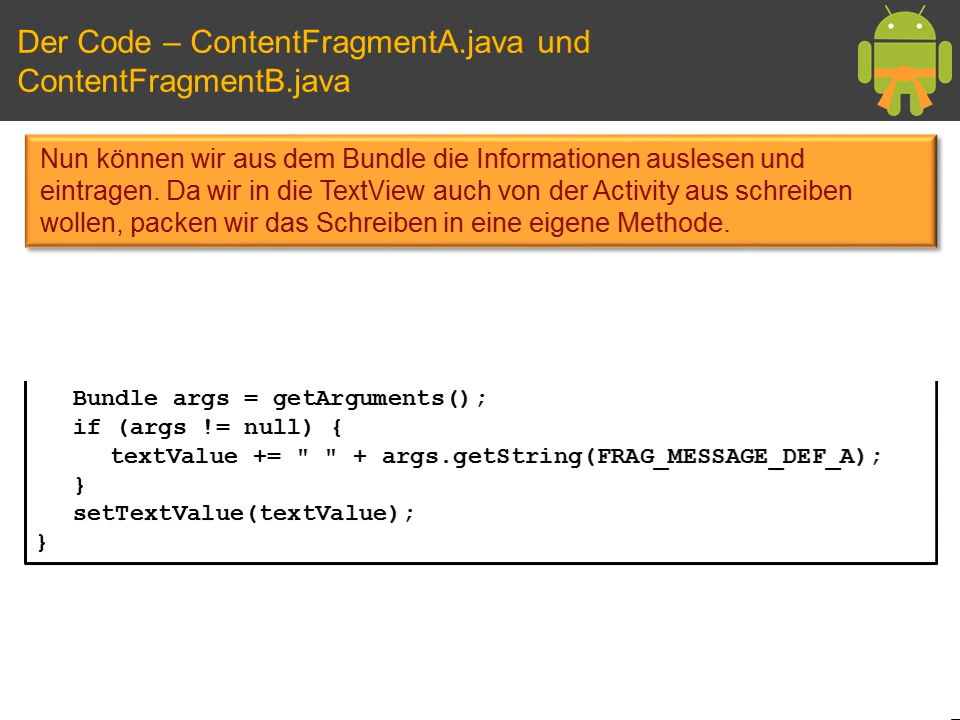 Der Code – ContentFragmentA.java und
ContentFragmentB.java
Nun können wir aus dem Bundle die Informationen auslesen und
eintragen. Da wir in die TextView auch von der Activity aus schreiben
wollen, packen wir das Schreiben in eine eigene Methode.
Bundle args = getArguments();
if (args != null) {
textValue += " " + args.getString(FRAG_MESSAGE_DEF_A);
}
setTextValue(textValue);
}